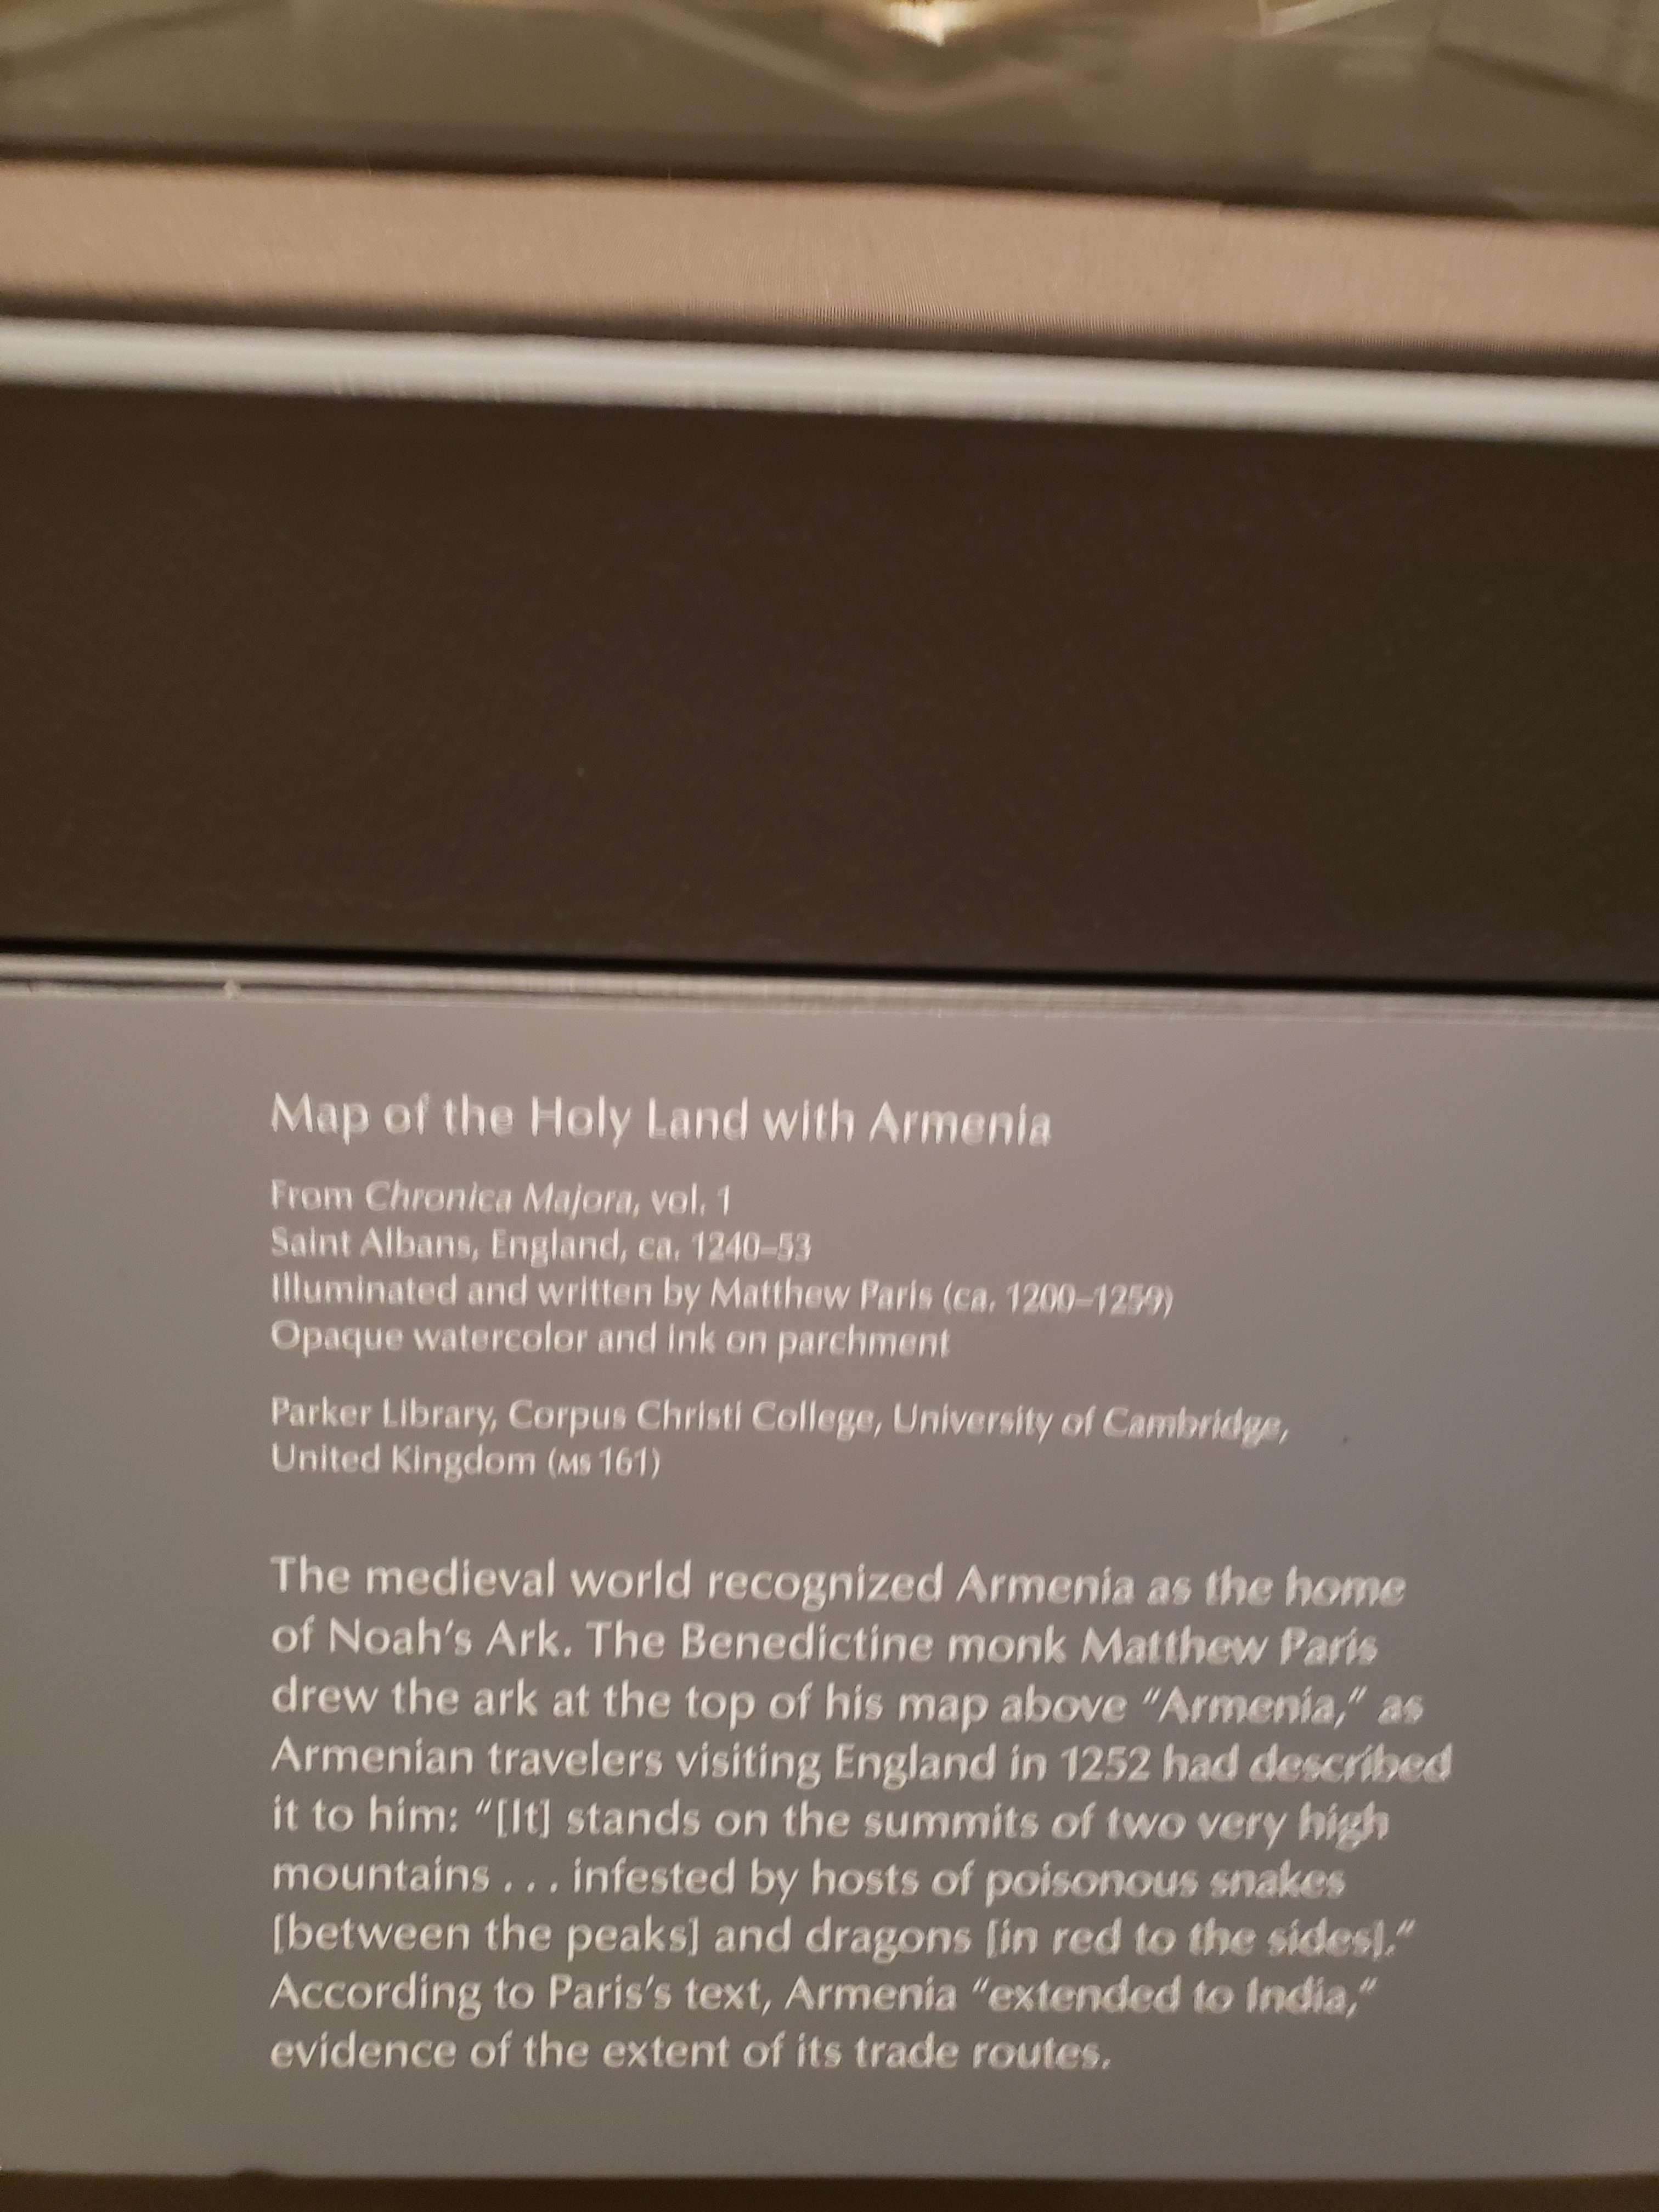 Map of the Holy Land with Armenia
From Chronica Majora, vol. 1
Saint Albans, England, ca. 1240–53
Illuminated and written by Matthew Paris (ca. 1200–1259)
Opaque watercolor and ink on parchment
Parker Library, Corpus Christi College, University of Cambridge,
United Kingdom (MS 161)
The medieval world recognized Armenia as the home
of Noah's Ark. The Benedictine monk Matthew Paris
drew the ark at the top of his map above "Armenia," as
Armenian travelers visiting England in 1252 had described
it to him: "[It] stands on the summits of two very high
mountains . . . infested by hosts of poisonous snakes
[between the peaks] and dragons [in red to the sides]."
According to Paris's text, Armenia "extended to India,"
evidence of the extent of its trade routes.